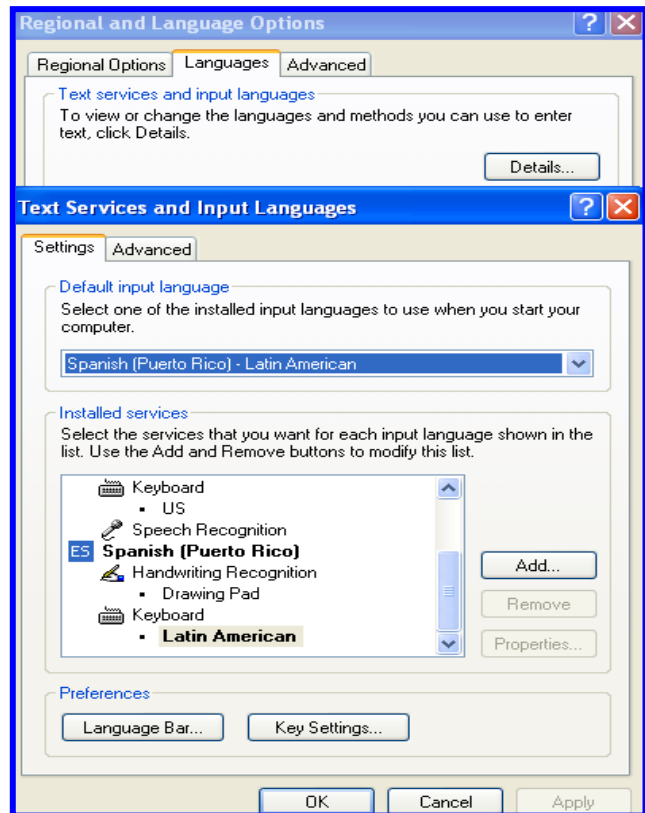 Regional and Language Options
Regional Options Languages Advanced
Text services and input languages
To view or change the languages and methods you can use to enter
text, click Details.
Details...
Text Services and Input Languages
Settings Advanced
Default input language
Select one of the installed input languages to use when you start your
computer.
Spanish (Puerto Rico) - Latin American
Installed services
Select the services that you want for each input language shown in the
list. Use the Add and Remove buttons to modify this list.
Keyboard
• US
Speech Recognition
ES Spanish (Puerto Rico)
Handwriting Recognition
• Drawing Pad
Keyboard
• Latin American
Add...
Remove
Properties...
Preferences
Language Bar... Key Settings...
OK Cancel Apply